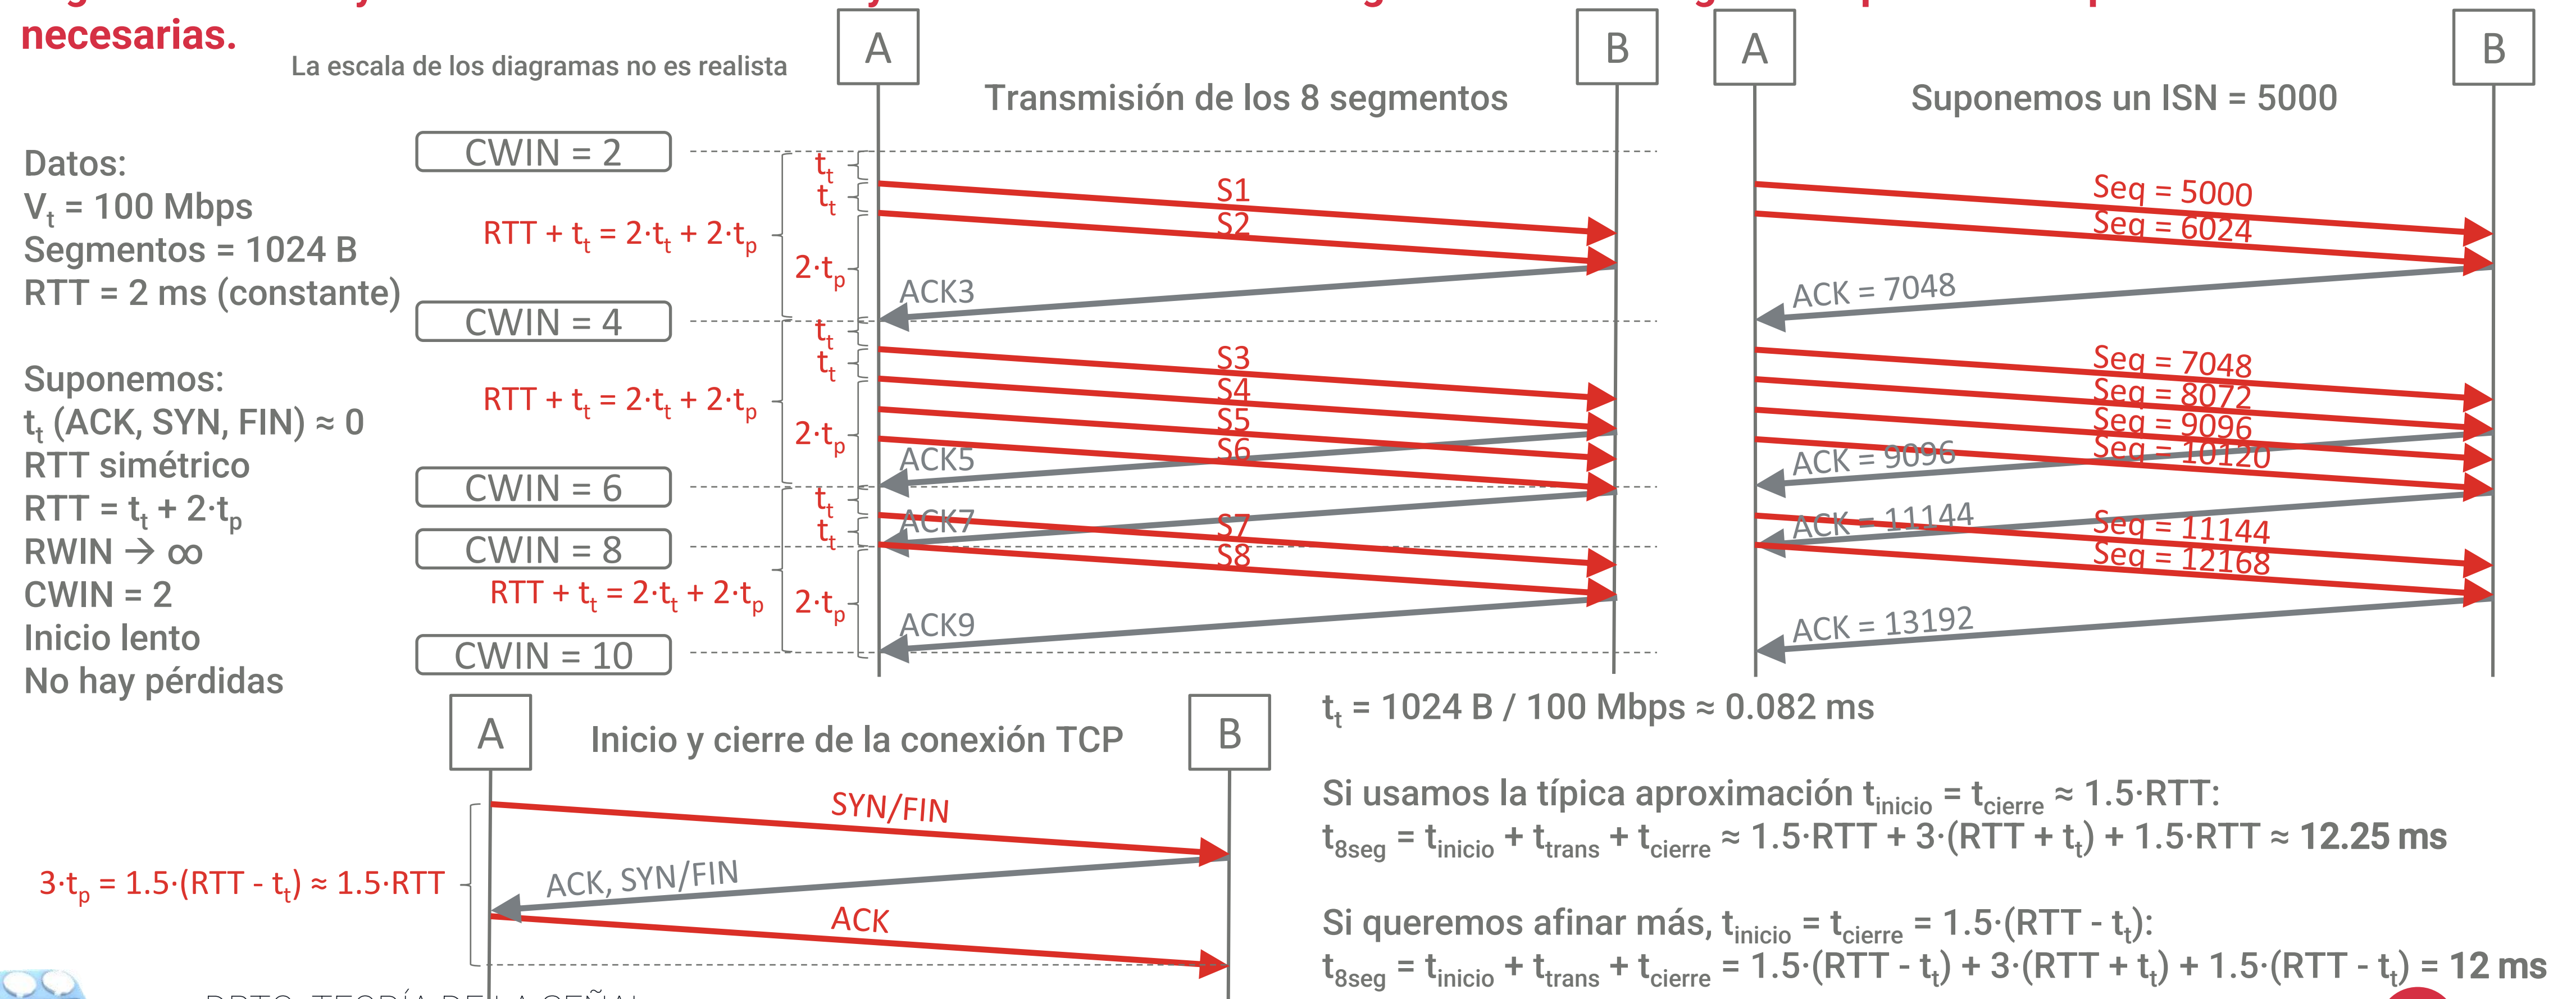 necesarias.
La escala de los diagramas no es realista
Datos:
Vt = 100 Mbps
Segmentos = 1024 B
RTT = 2 ms (constante)
Suponemos:
tt (ACK, SYN, FIN) ≈ 0
RTT simétrico
RTT = tt + 2·tp
RWIN → ∞
CWIN = 2
Inicio lento
No hay pérdidas
A
B
Transmisión de los 8 segmentos
CWIN = 2
tt
tt
RTT + tt = 2·tt + 2·tp
2·tp
S1
S2
ACK3
CWIN = 4
tt
tt
RTT + tt = 2·tt + 2·tp
2·tp
S3
S4
S5
S6
ACK5
CWIN = 6
tt
tt
ACK7
S7
CWIN = 8
S8
RTT + tt = 2·tt + 2·tp
2·tp
ACK9
CWIN = 10
A
B
Suponemos un ISN = 5000
Seq = 5000
Seq = 6024
ACK = 7048
Seq = 7048
Seq = 8072
Seq = 9096
ACK = 9096
Seq = 10120
ACK = 11144
Seq = 11144
Seq = 12168
ACK = 13192
A
B
Inicio y cierre de la conexión TCP
SYN/FIN
3·tp = 1.5·(RTT - tt) ≈ 1.5·RTT
ACK, SYN/FIN
ACK
tt = 1024 B / 100 Mbps ≈ 0.082 ms
Si usamos la típica aproximación tinicio = tcierre ≈ 1.5·RTT:
t8seg = tinicio + ttrans + tcierre ≈ 1.5·RTT + 3·(RTT + tt) + 1.5·RTT ≈ 12.25 ms
Si queremos afinar más, tinicio = tcierre = 1.5·(RTT - tt):
t8seg = tinicio + ttrans + tcierre = 1.5·(RTT - tt) + 3·(RTT + tt) + 1.5·(RTT - tt) = 12 ms
DPTO. TEORÍA DE LA SEÑAL